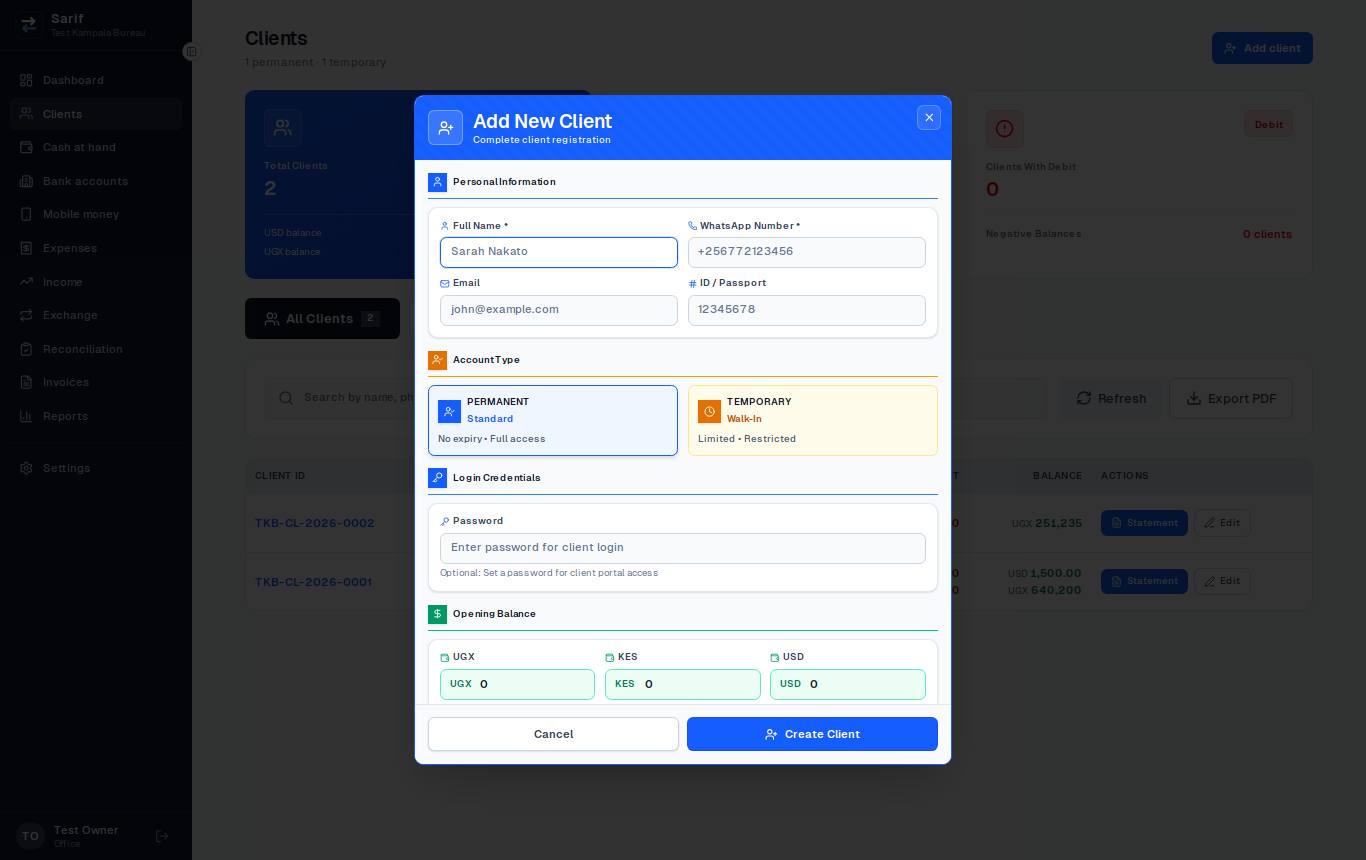 Sarif
Test Kampala Bureau
Dashboard
Clients
Cash at hand
Bank accounts
Mobile money
Expenses
Income
Exchange
Reconciliation
Invoices
Reports
Settings
TO
Test Owner
Office
Clients
1 permanent · 1 temporary
Add client
Total Clients
2
USD balance
UGX balance
Debit
Clients With Debit
0
Negative Balances
0 clients
All Clients 2
Search by name, ph
Refresh
Export PDF
CLIENT ID
T
BALANCE
ACTIONS
TKB-CL-2026-0002
0
UGX 251,235
Statement
Edit
TKB-CL-2026-0001
0
USD 1,500.00
0
UGX 640,200
Statement
Edit
Add New Client
Complete client registration
Personal Information
Full Name *
WhatsApp Number *
Sarah Nakato
+256772123456
Email
ID / Passport
john@example.com
12345678
Account Type
PERMANENT
Standard
No expiry • Full access
TEMPORARY
Walk-In
Limited • Restricted
Login Credentials
Password
Enter password for client login
Optional: Set a password for client portal access
Opening Balance
UGX
KES
USD
UGX 0
KES 0
USD 0
Cancel
Create Client